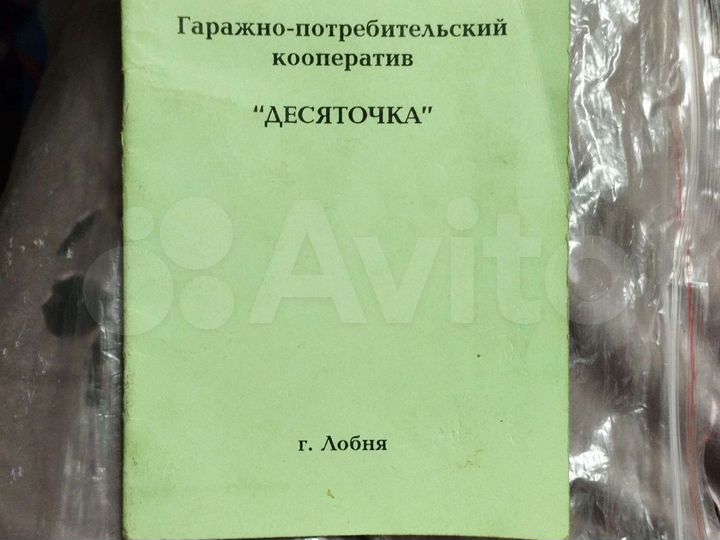 Гаражно-потребительский
кооператив
"ДЕСЯТОЧКА"
Avito
г. Лобня